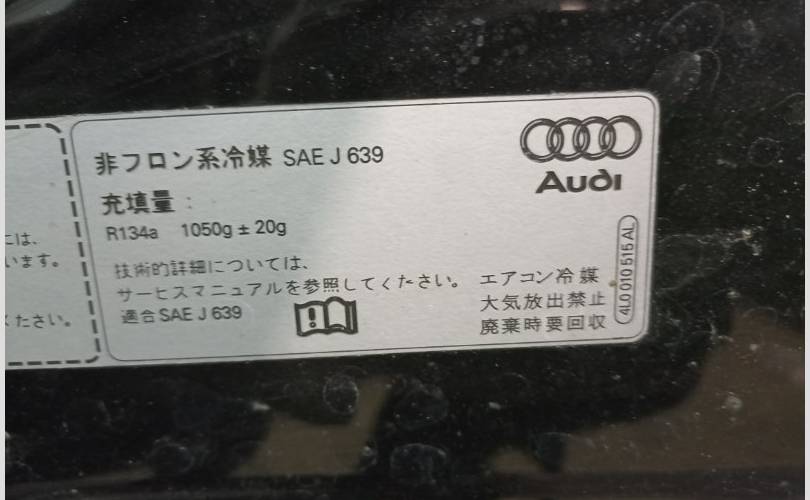 非フロン系冷媒 SAE J 639
充填量:
R134a 1050g ± 20g
技術的詳細については、
サービスマニュアルを参照してください。
適合 SAE J 639
Audi
エアコン冷媒
大気放出禁止
廃棄時要回収
4L0 010 515 AL
には、
います。
ください。